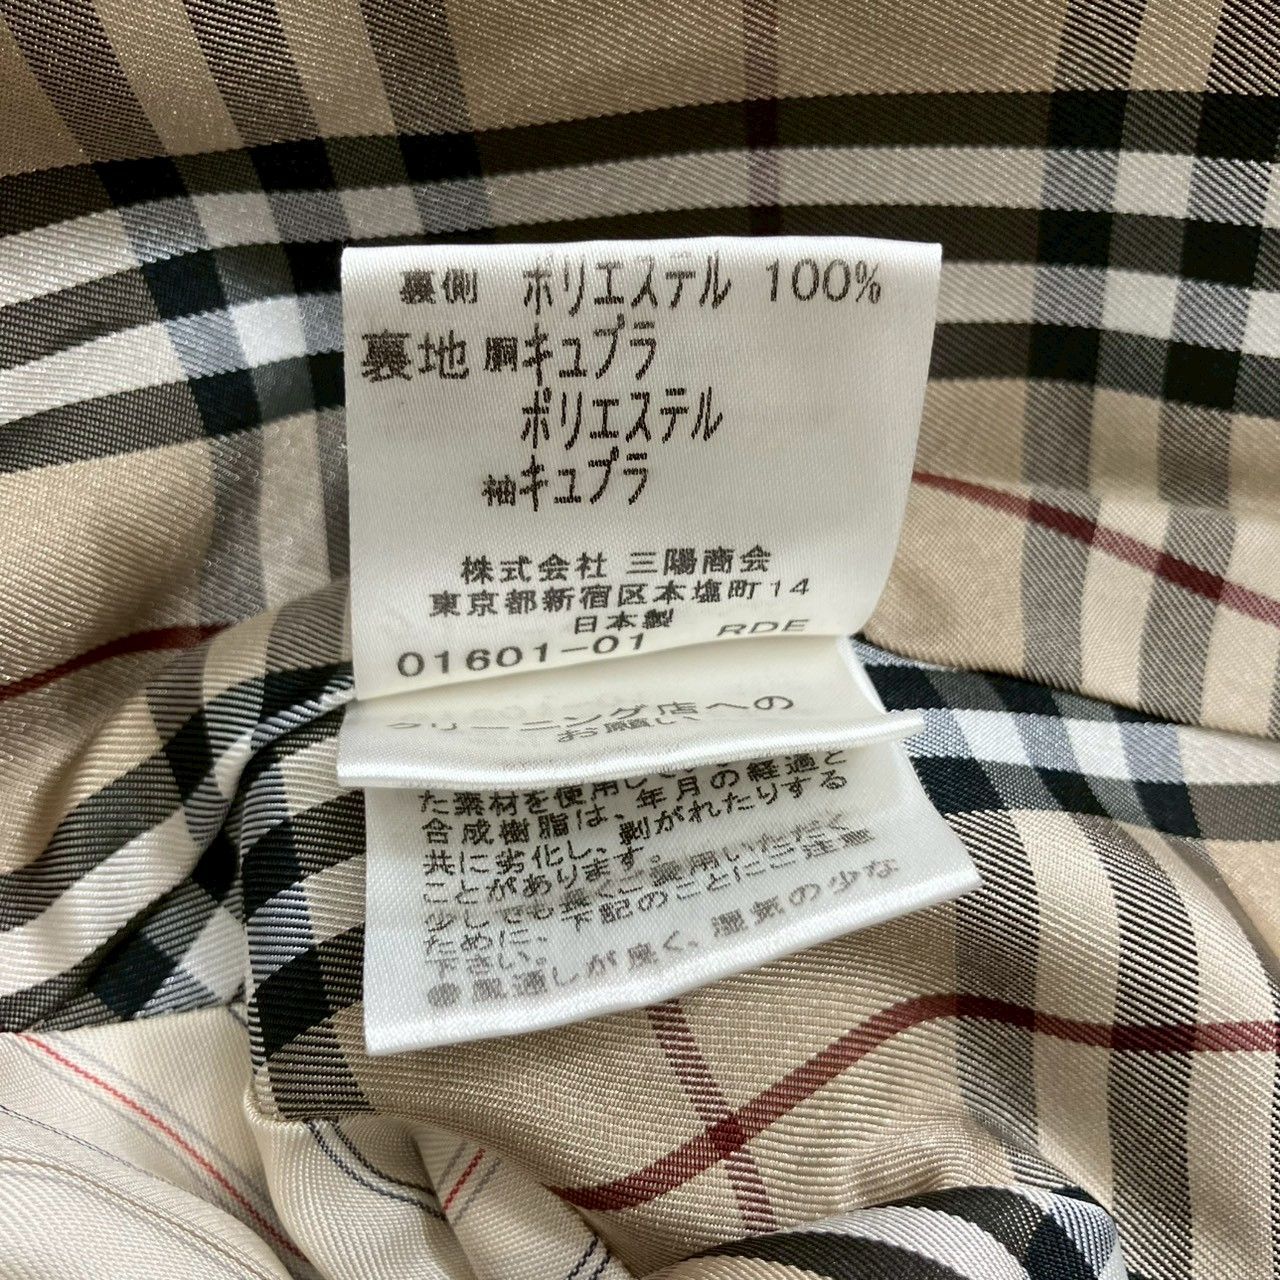 裏側 ポリエステル 100%
裏地 胴キュプラ
ポリエステル
袖キュプラ
株式会社 三陽商会
東京都新宿区本塩町14
日本製
01601-01 RDE
クリーニング店への
お願い、
た素材を使用し
合成樹脂は、年月の経過と
共に劣化し、剥がれたりする
ことがあります。
少しでも長くご愛用いただく
ために、下記のことにご注意
下さい。
●風通しが良く、湿気の少な